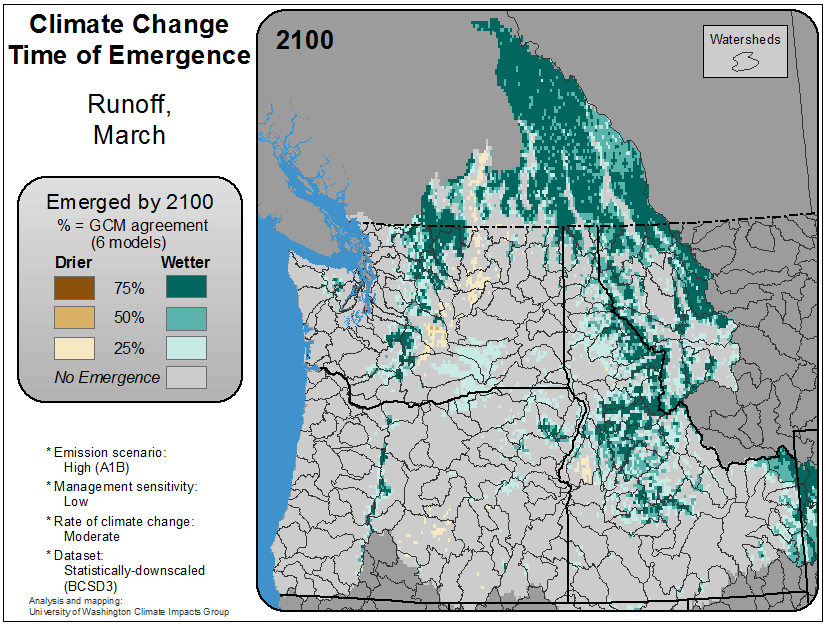 Climate Change
Time of Emergence
Runoff,
March
Emerged by 2100
% = GCM agreement
(6 models)
Drier Wetter
75%
50%
25%
No Emergence
* Emission scenario:
High (A1B)
* Management sensitivity:
Low
* Rate of climate change:
Moderate
* Dataset:
Statistically-downscaled
(BCSD3)
Analysis and mapping:
University of Washington Climate Impacts Group
2100
Watersheds